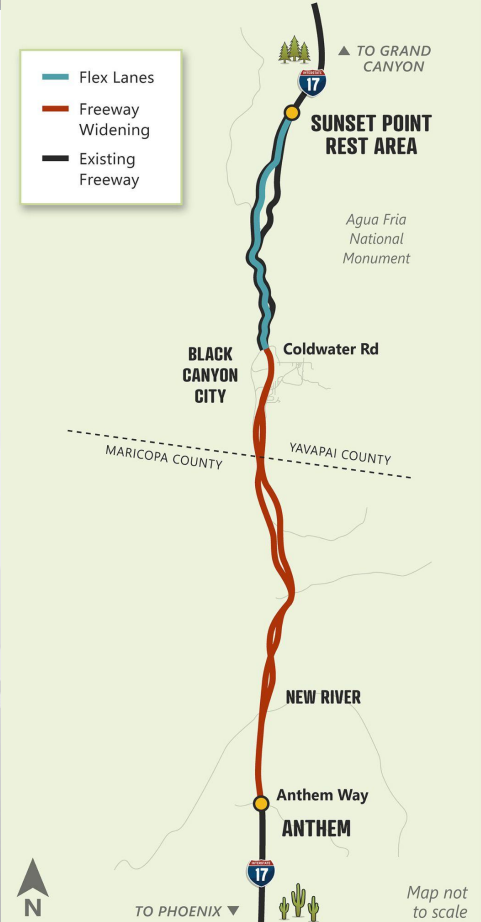 TO GRAND
CANYON
INTERSTATE
17
Flex Lanes
Freeway
Widening
Existing
Freeway
SUNSET POINT
REST AREA
Agua Fria
National
Monument
Coldwater Rd
BLACK
CANYON
CITY
MARICOPA COUNTY
YAVAPAI COUNTY
NEW RIVER
Anthem Way
ANTHEM
INTERSTATE
17
N
TO PHOENIX
Map not
to scale